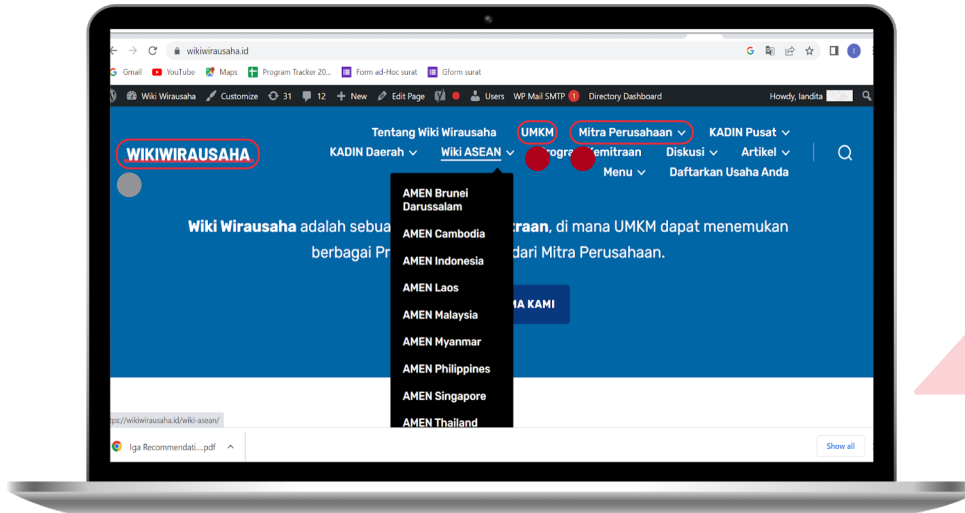 wikiwirausaha.id
Gmail YouTube Maps Program Tracker 20... Form ad-Hoc surat Gform surat
Wiki Wirausaha Customize 31 12 + New Edit Page Users WP Mail SMTP 1 Directory Dashboard Howdy, landita
Tentang Wiki Wirausaha UMKM Mitra Perusahaan KADIN Pusat
WIKIWIRAUSAHA
KADIN Daerah Wiki ASEAN Kemitraan Diskusi Artikel
Menu Daftarkan Usaha Anda
AMEN Brunei
Darussalam
AMEN Cambodia
AMEN Indonesia
AMEN Laos
AMEN Malaysia
AMEN Myanmar
AMEN Philippines
AMEN Singapore
AMEN Thailand
Wiki Wirausaha adalah sebua traan, di mana UMKM dapat menemukan
berbagai Pr dari Mitra Perusahaan.
MA KAMI
tps://wikiwirausaha.id/wiki-asean/
Iga Recommendati....pdf
Show all